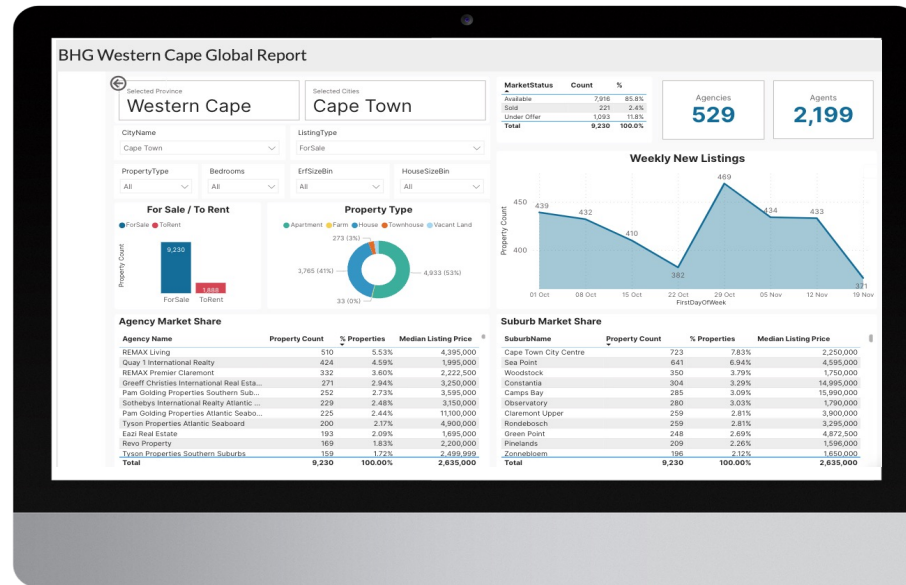 BHG Western Cape Global Report
Selected Province
Western Cape
Selected Cities
Cape Town
MarketStatus Count %
Available 7,916 85.8%
Sold 221 2.4%
Under Offer 1,093 11.8%
Total 9,230 100.0%
Agencies
529
Agents
2,199
CityName
Cape Town
ListingType
ForSale
PropertyType
All
Bedrooms
All
ErfSizeBin
All
HouseSizeBin
All
For Sale / To Rent
ForSale ToRent
Property Count
9,230
1,888
ForSale ToRent
Property Type
Apartment Farm House Townhouse Vacant Land
273 (3%)
3,765 (41%)
4,933 (53%)
33 (0%)
Weekly New Listings
Property Count
450
400
439
432
410
382
469
434
433
371
01 Oct 08 Oct 15 Oct 22 Oct 29 Oct 05 Nov 12 Nov 19 Nov
FirstDayOfWeek
Agency Market Share
Agency Name Property Count % Properties Median Listing Price
REMAX Living 510 5.53% 4,395,000
Quay 1 International Realty 424 4.59% 1,995,000
REMAX Premier Claremont 332 3.60% 2,222,500
Greeff Christies International Real Esta... 271 2.94% 3,250,000
Pam Golding Properties Southern Sub... 252 2.73% 3,595,000
Sothebys International Realty Atlantic ... 229 2.48% 3,150,000
Pam Golding Properties Atlantic Seabo... 225 2.44% 11,100,000
Tyson Properties Atlantic Seaboard 200 2.17% 4,900,000
Eazi Real Estate 193 2.09% 1,695,000
Revo Property 169 1.83% 2,200,000
Tyson Properties Southern Suburbs 159 1.72% 2,499,999
Total 9,230 100.00% 2,635,000
Suburb Market Share
SuburbName Property Count % Properties Median Listing Price
Cape Town City Centre 723 7.83% 2,250,000
Sea Point 641 6.94% 4,595,000
Woodstock 350 3.79% 1,750,000
Constantia 304 3.29% 14,995,000
Camps Bay 285 3.09% 15,990,000
Observatory 280 3.03% 1,790,000
Claremont Upper 259 2.81% 3,900,000
Rondebosch 259 2.81% 3,295,000
Green Point 248 2.69% 4,872,500
Pinelands 209 2.26% 1,596,000
Zonnebloem 196 2.12% 1,650,000
Total 9,230 100.00% 2,635,000